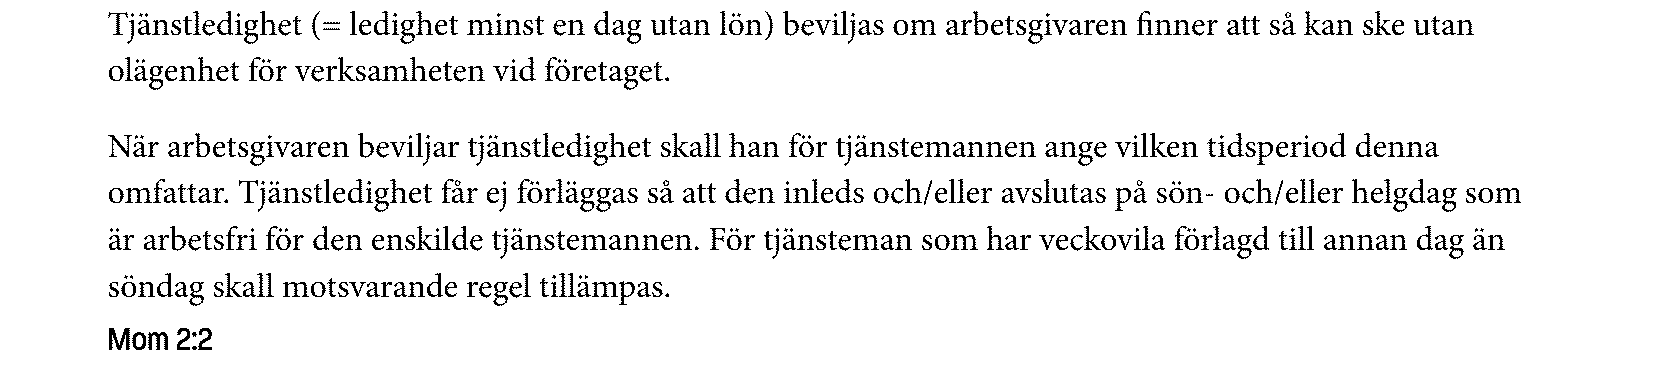 Tjänstledighet (= ledighet minst en dag utan lön) beviljas om arbetsgivaren finner att så kan ske utan
olägenhet för verksamheten vid företaget.
När arbetsgivaren beviljar tjänstledighet skall han för tjänstemannen ange vilken tidsperiod denna
omfattar. Tjänstledighet får ej förläggas så att den inleds och/eller avslutas på sön- och/eller helgdag som
är arbetsfri för den enskilde tjänstemannen. För tjänsteman som har veckovila förlagd till annan dag än
söndag skall motsvarande regel tillämpas.
Mom 2:2